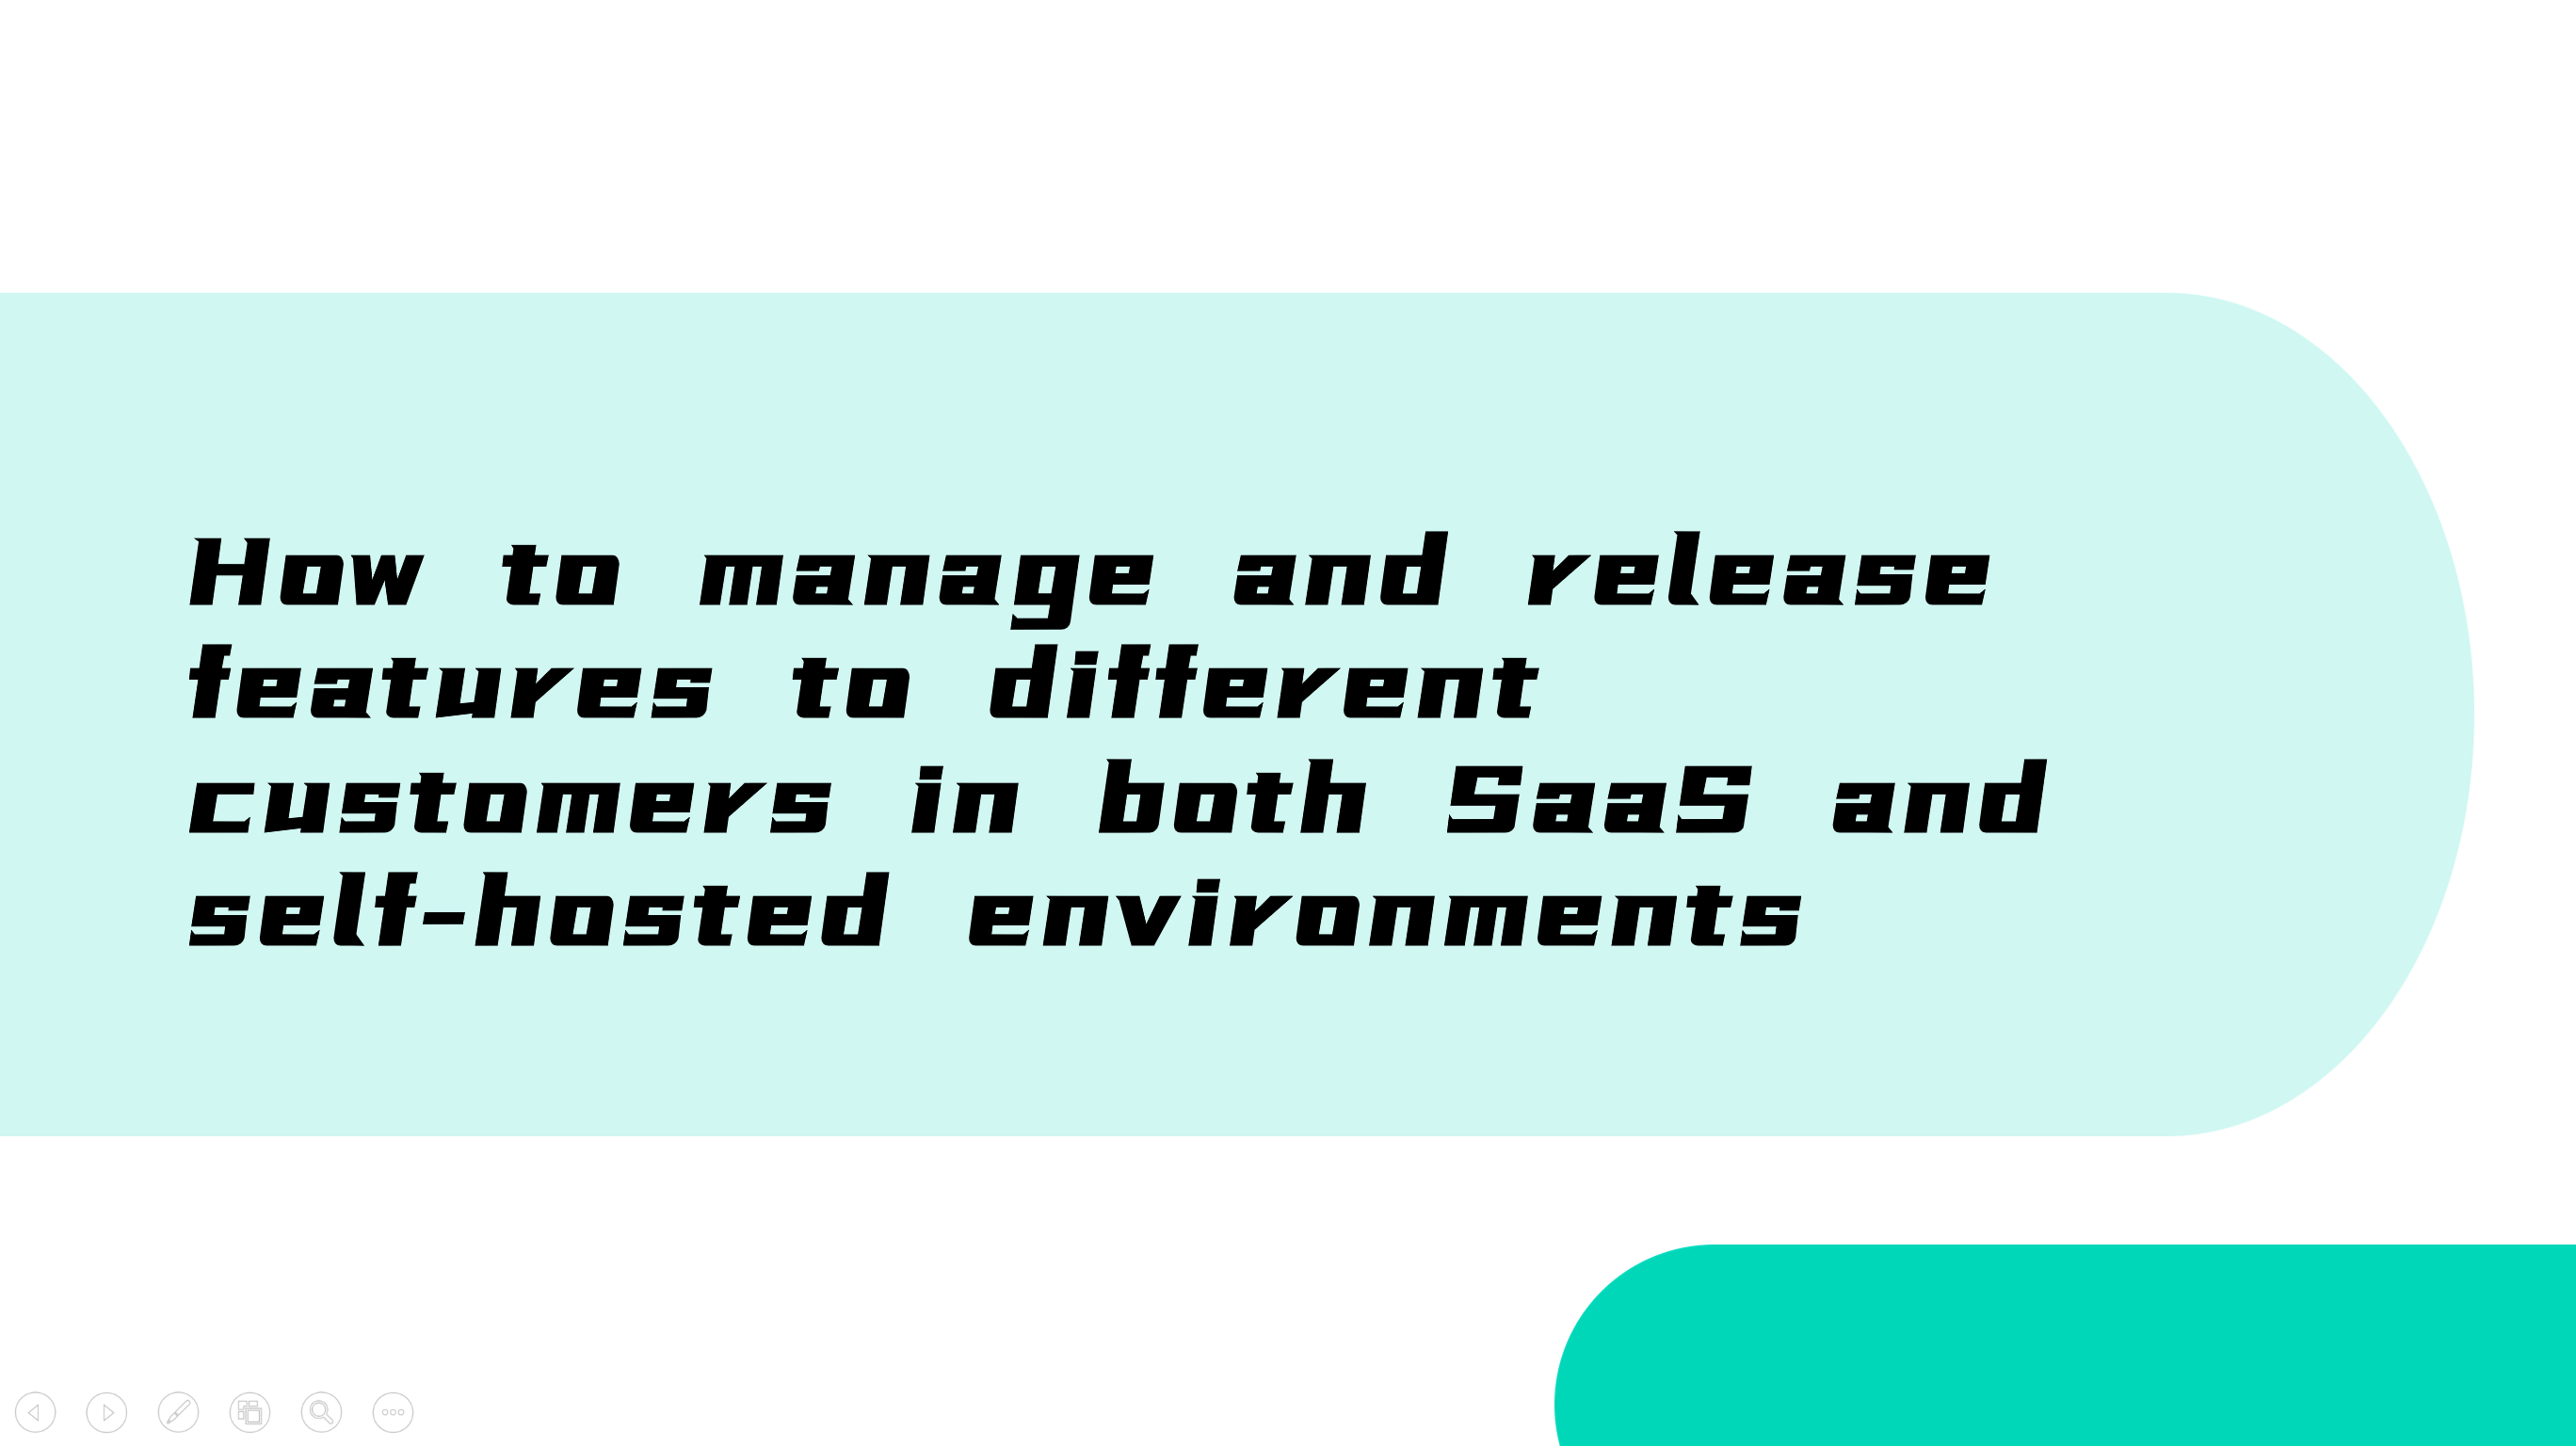 How to manage and release
features to different
customers in both SaaS and
self-hosted environments